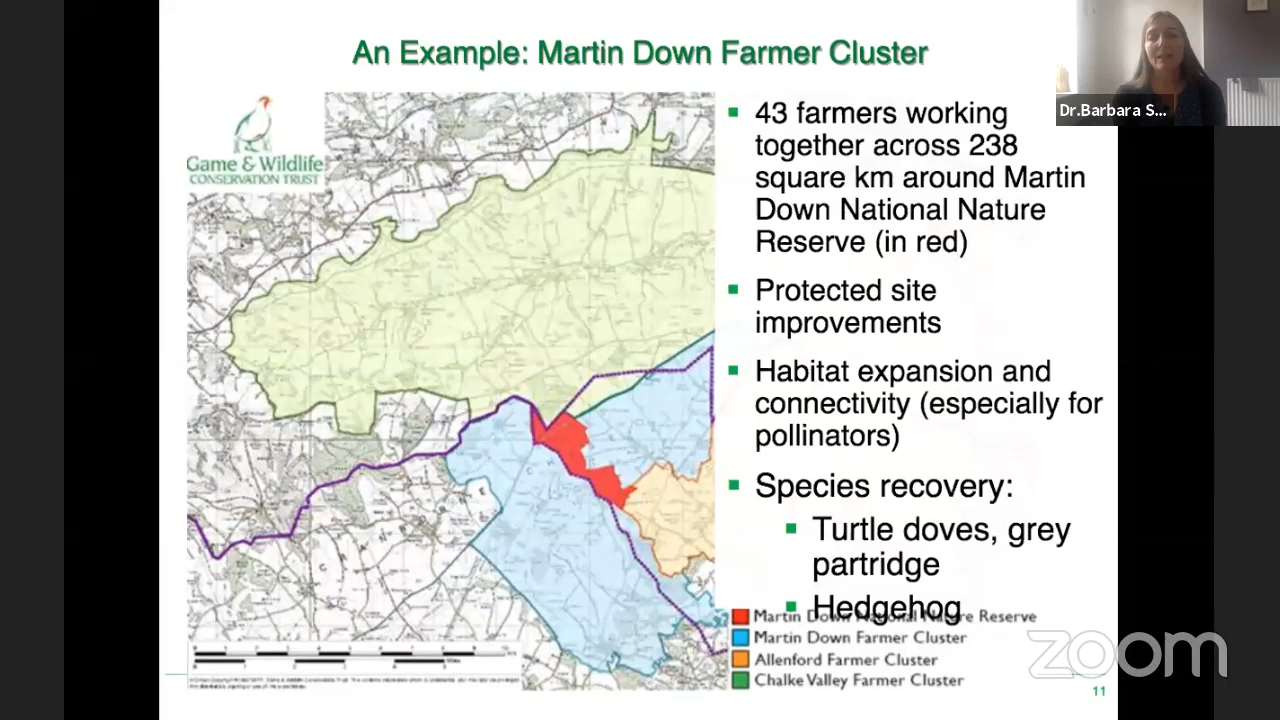 An Example: Martin Down Farmer Cluster
Game & Wildlife
CONSERVATION TRUST
43 farmers working
together across 238
square km around Martin
Down National Nature
Reserve (in red)
Protected site
improvements
Habitat expansion and
connectivity (especially for
pollinators)
Species recovery:
Turtle doves, grey
partridge
Hedgehog
Martin Down National Nature Reserve
Martin Down Farmer Cluster
Allenford Farmer Cluster
Chalke Valley Farmer Cluster
11
Dr.Barbara S...
zoom